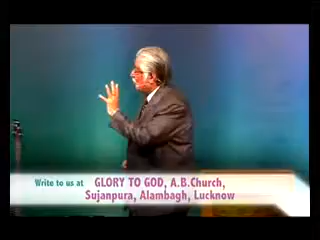 Write to us at GLORY TO GOD, A.B.Church,
Sujanpura, Alambagh, Lucknow